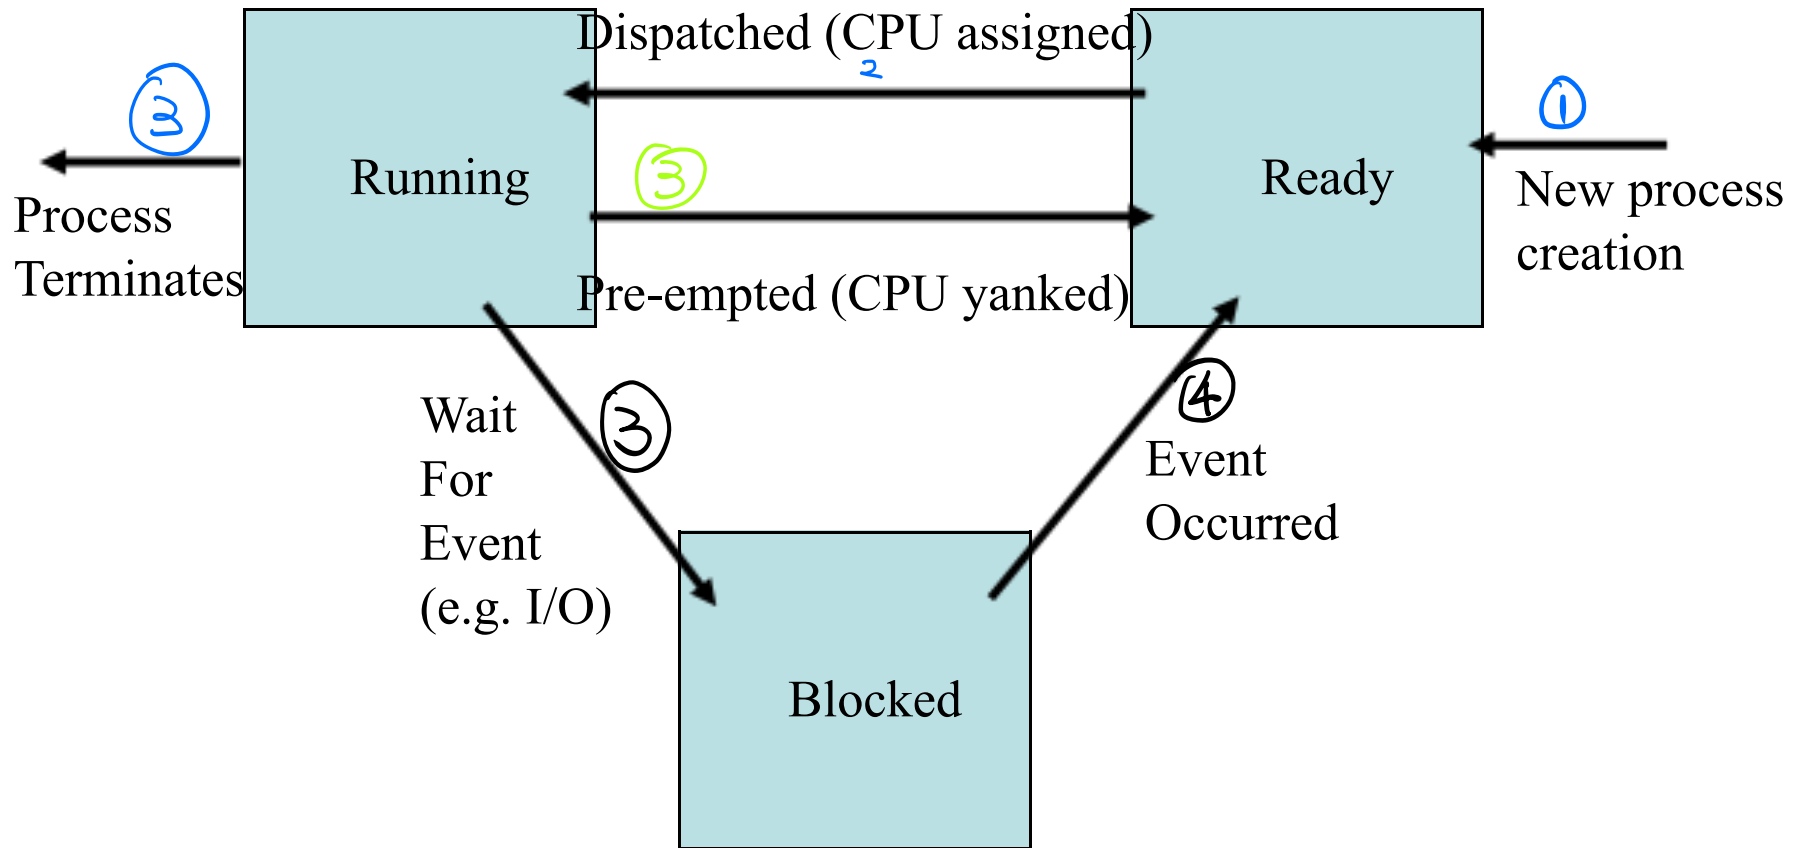 Dispatched (CPU assigned)
2
③
①
Running
③
Ready
New process
creation
Process
Terminates
Pre-empted (CPU yanked)
Wait
For
Event
(e.g. I/O)
③
④
Event
Occurred
Blocked